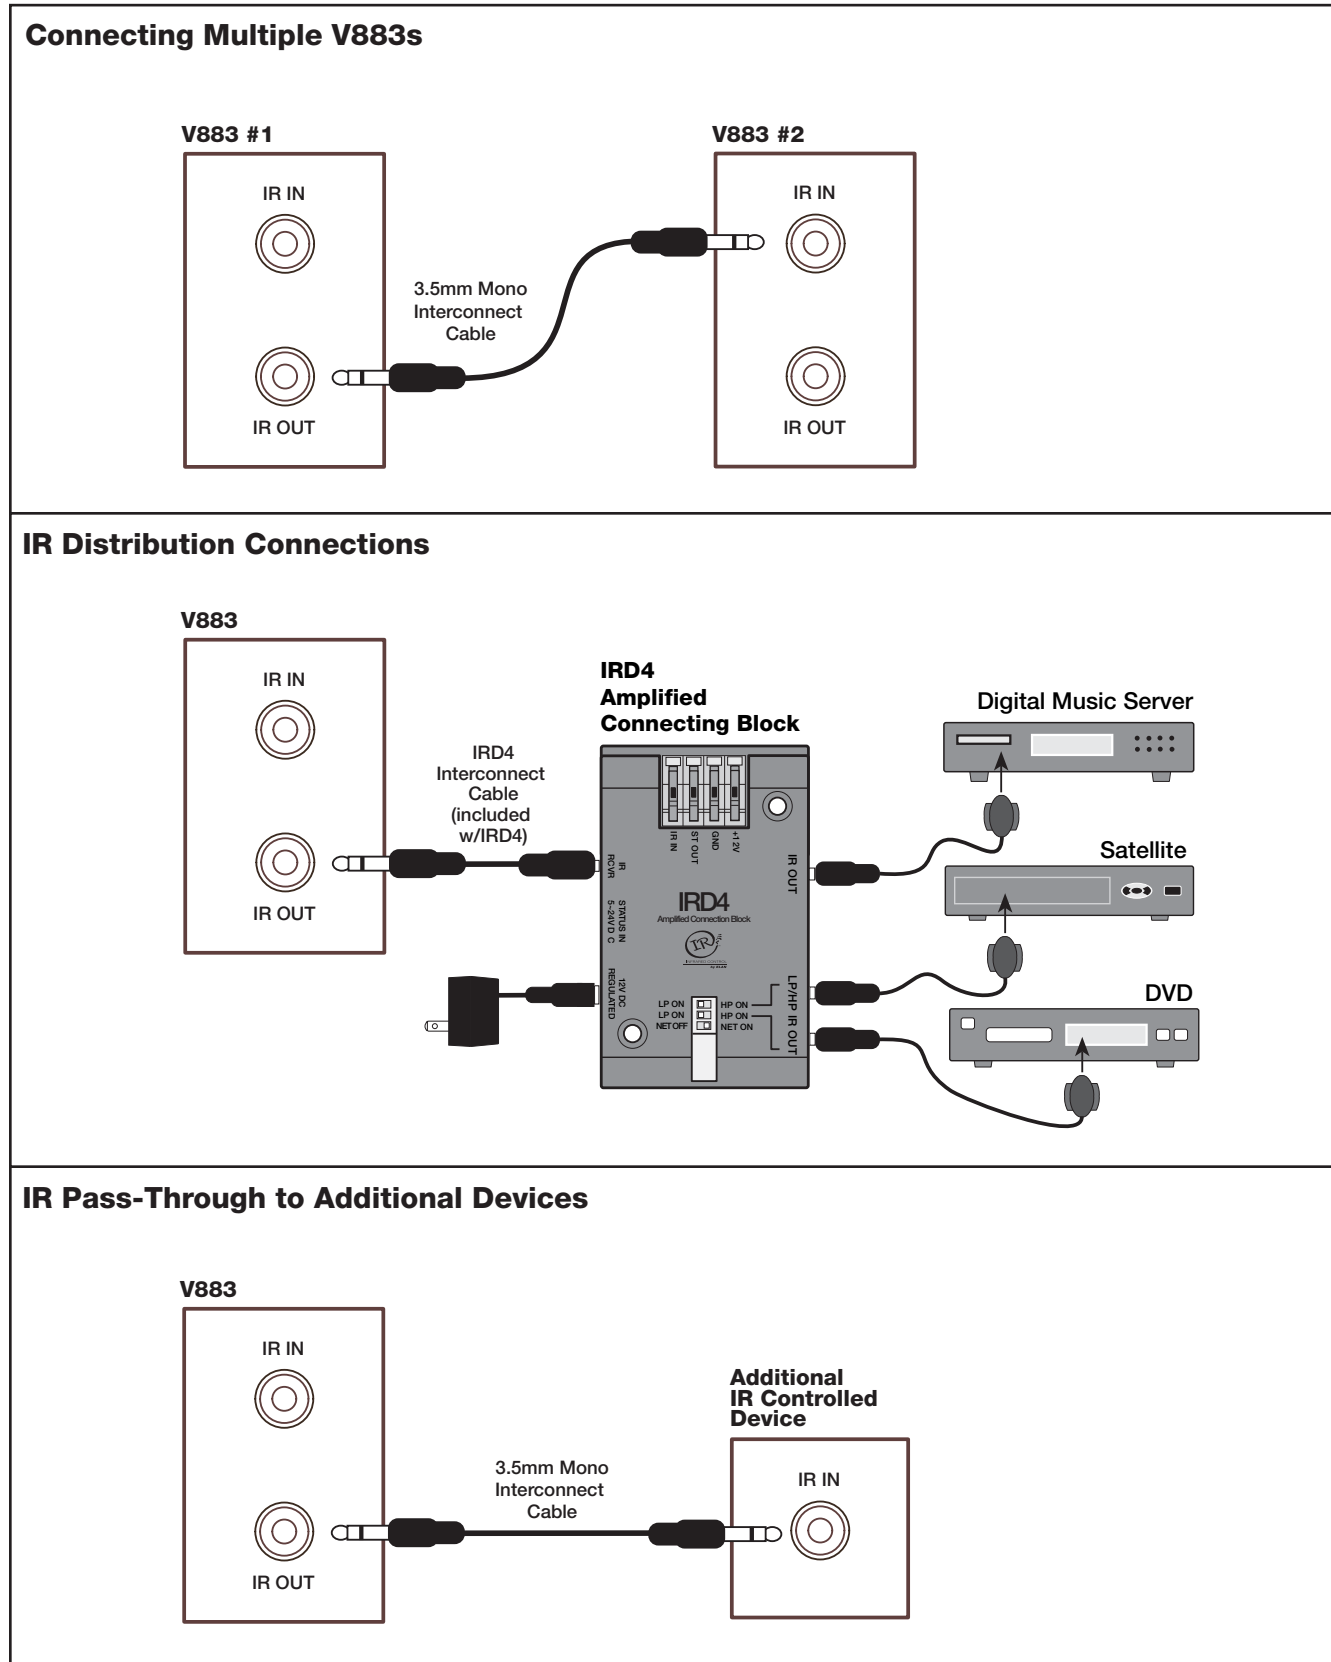 Connecting Multiple V883s
V883 #1
V883 #2
IR IN
IR IN
3.5mm Mono
Interconnect
Cable
IR OUT
IR OUT
IR Distribution Connections
V883
IR IN
IR OUT
IRD4
Interconnect
Cable
(included
w/IRD4)
IRD4
Amplified
Connecting Block
IR IN
ST OUT
GND
+12V
IR
RCVR
STATUS IN
5-24V D C
12V DC
REGULATED
IR OUT
IRD4
Amplified Connection Block
IR
INFRARED CONTROL
by ELAN
LP ON
HP ON
LP ON
HP ON
NET OFF
NET ON
LP/HP IR OUT
Digital Music Server
Satellite
DVD
IR Pass-Through to Additional Devices
V883
IR IN
IR OUT
3.5mm Mono
Interconnect
Cable
Additional
IR Controlled
Device
IR IN